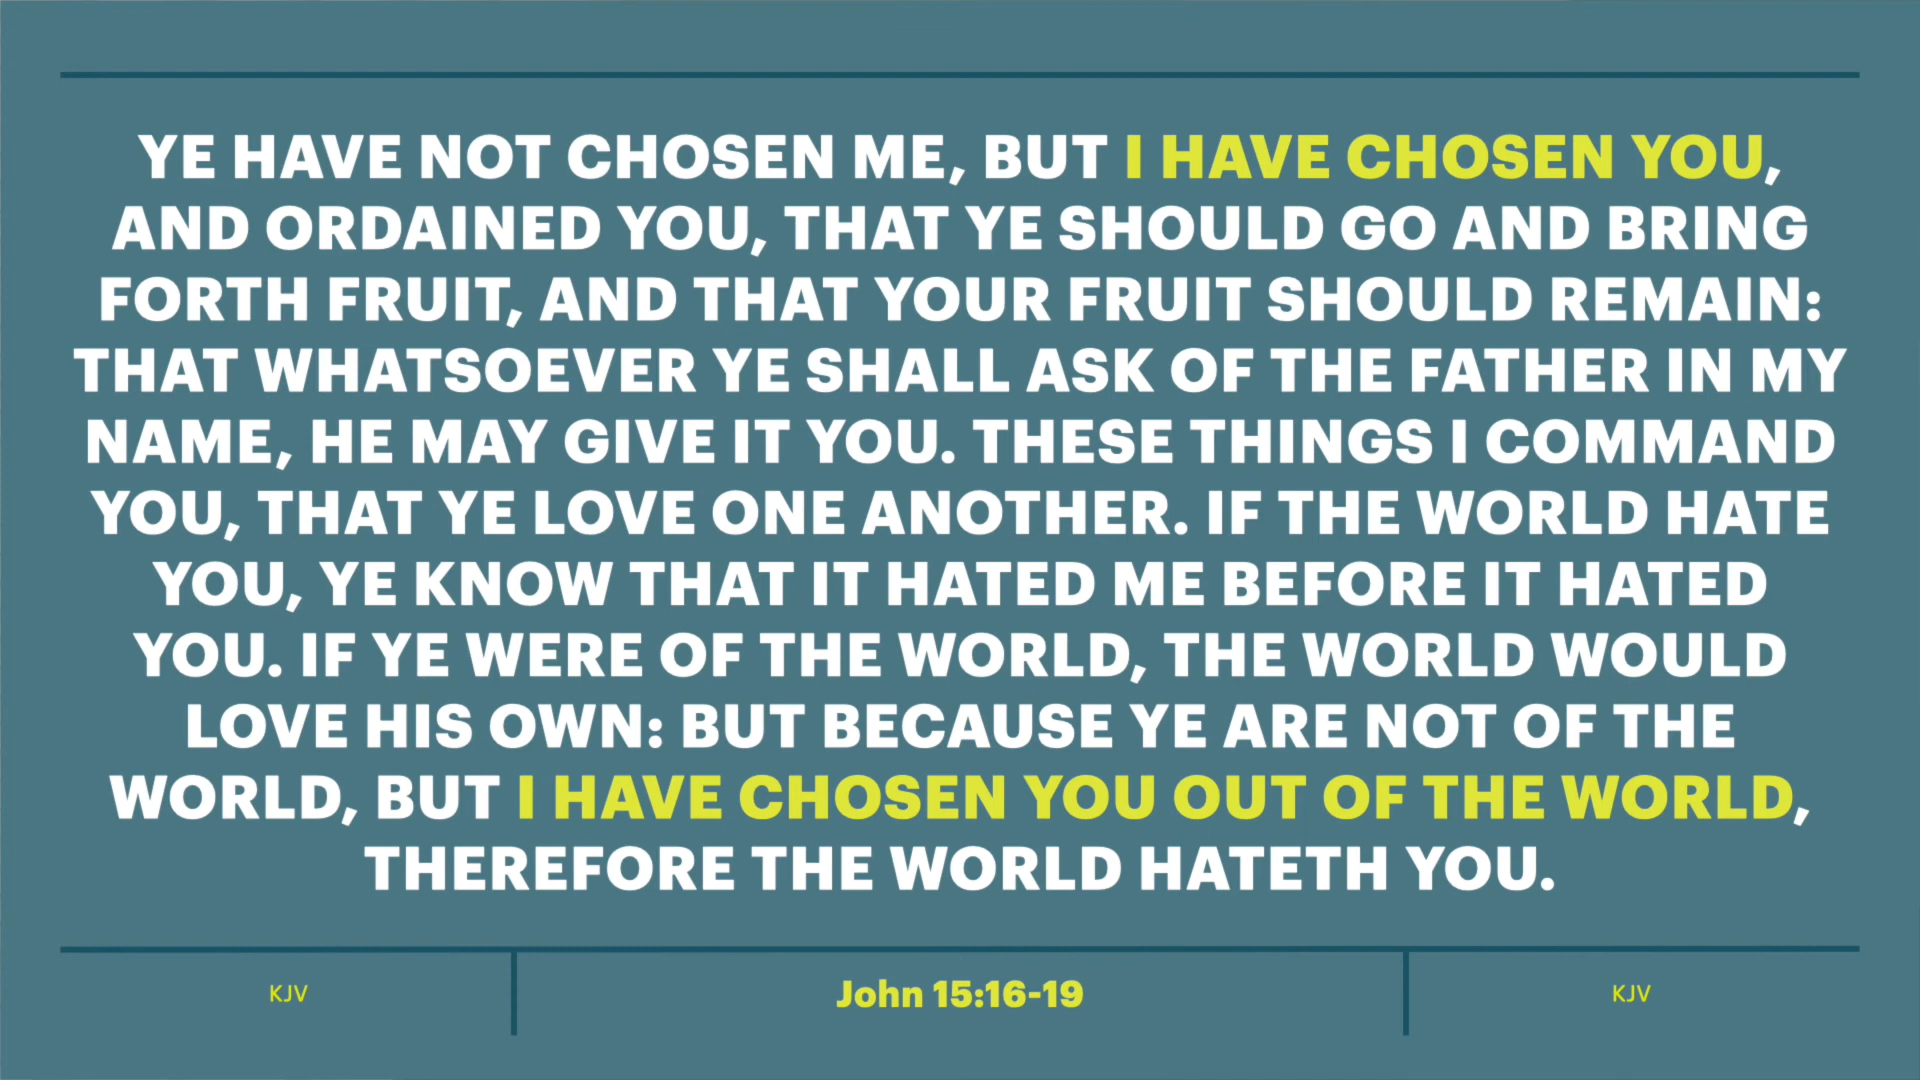 YE HAVE NOT CHOSEN ME, BUT I HAVE CHOSEN YOU,
AND ORDAINED YOU, THAT YE SHOULD GO AND BRING
FORTH FRUIT, AND THAT YOUR FRUIT SHOULD REMAIN:
THAT WHATSOEVER YE SHALL ASK OF THE FATHER IN MY
NAME, HE MAY GIVE IT YOU. THESE THINGS I COMMAND
YOU, THAT YE LOVE ONE ANOTHER. IF THE WORLD HATE
YOU, YE KNOW THAT IT HATED ME BEFORE IT HATED
YOU. IF YE WERE OF THE WORLD, THE WORLD WOULD
LOVE HIS OWN: BUT BECAUSE YE ARE NOT OF THE
WORLD, BUT I HAVE CHOSEN YOU OUT OF THE WORLD,
THEREFORE THE WORLD HATETH YOU.
KJV
John 15:16-19
KJV